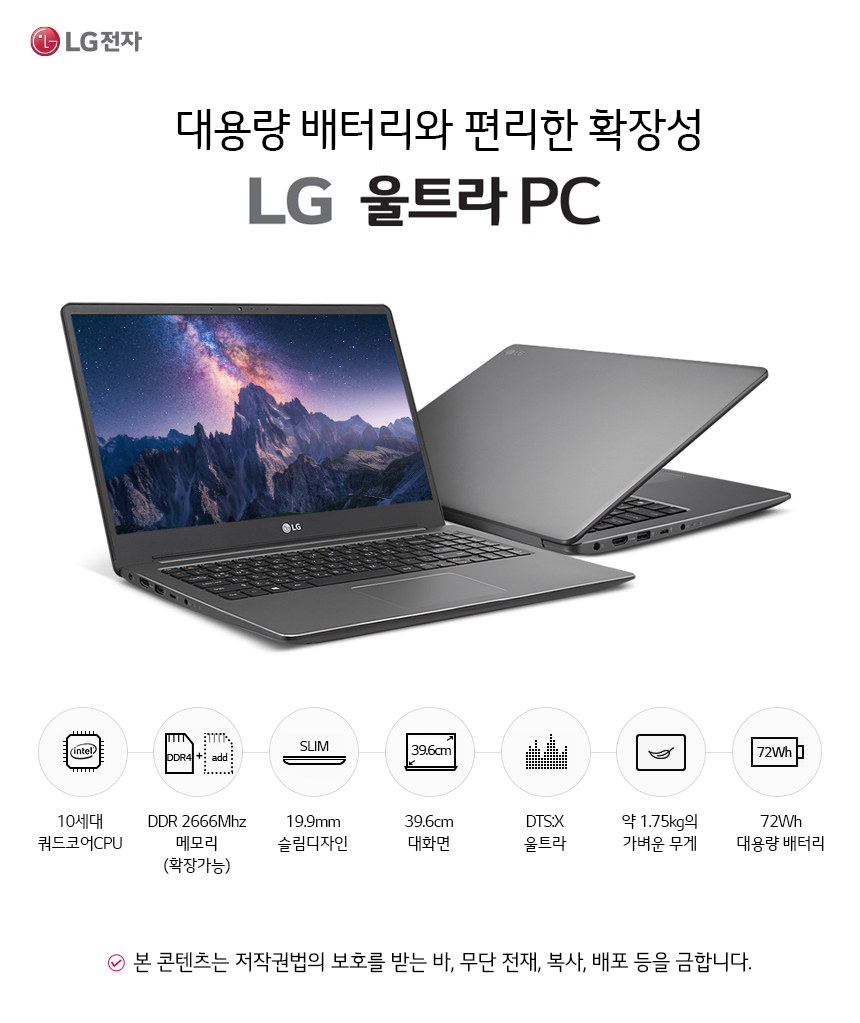 LG전자
대용량 배터리와 편리한 확장성
LG 울트라 PC
LG
LG
intel
DDR4 + add
SLIM
39.6cm
72Wh
10세대
쿼드코어CPU
DDR 2666Mhz
메모리
(확장가능)
19.9mm
슬림디자인
39.6cm
대화면
DTS:X
울트라
약 1.75kg의
가벼운 무게
72Wh
대용량 배터리
본 콘텐츠는 저작권법의 보호를 받는 바, 무단 전재, 복사, 배포 등을 금합니다.